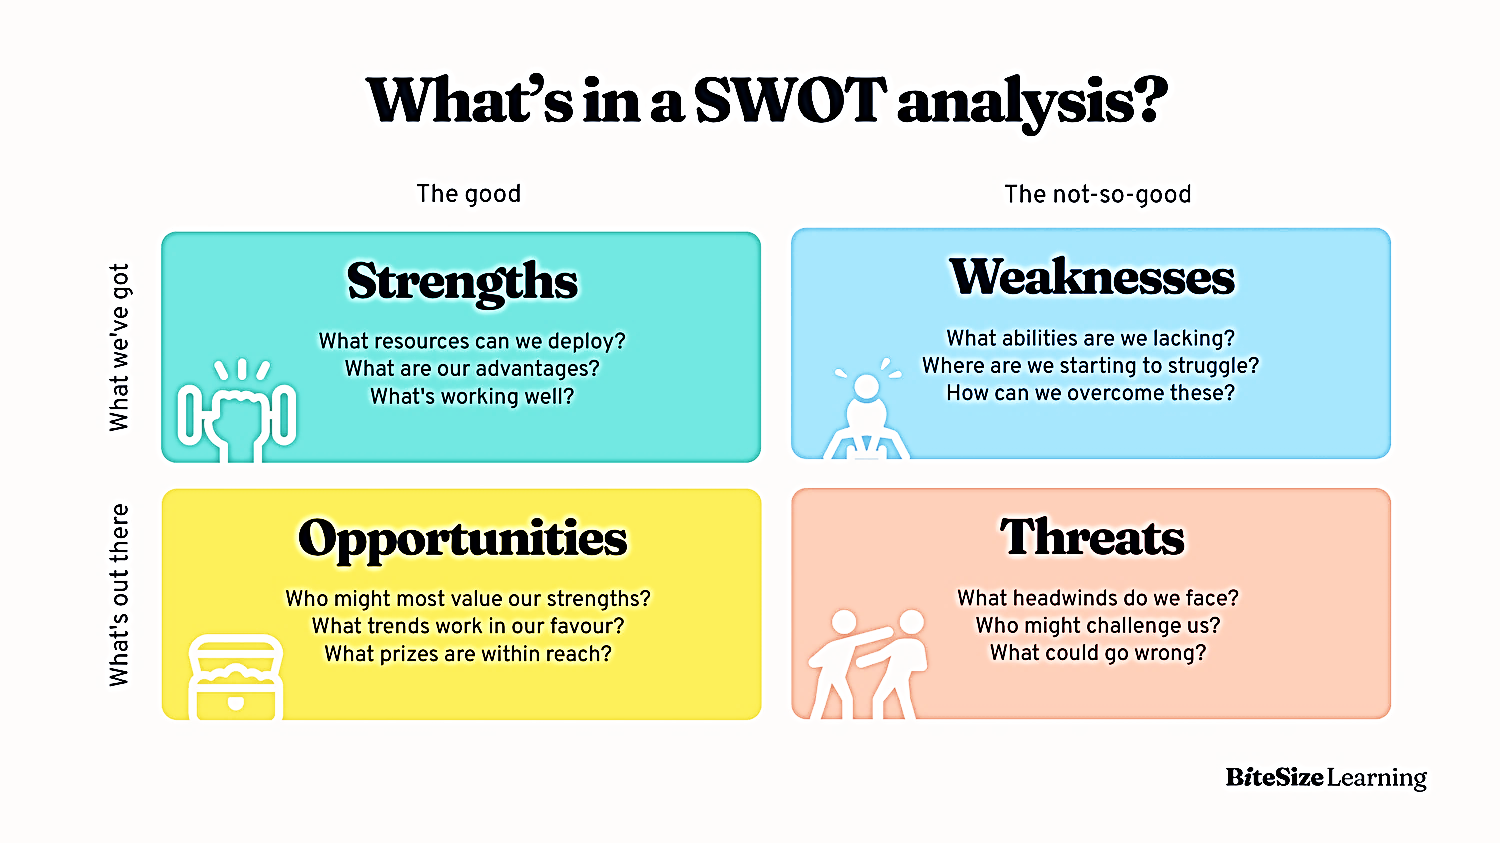 What's in a SWOT analysis?
The good
The not-so-good
What we've got
Strengths
What resources can we deploy?
What are our advantages?
What's working well?
Weaknesses
What abilities are we lacking?
Where are we starting to struggle?
How can we overcome these?
What's out there
Opportunities
Who might most value our strengths?
What trends work in our favour?
What prizes are within reach?
Threats
What headwinds do we face?
Who might challenge us?
What could go wrong?
BiteSize Learning